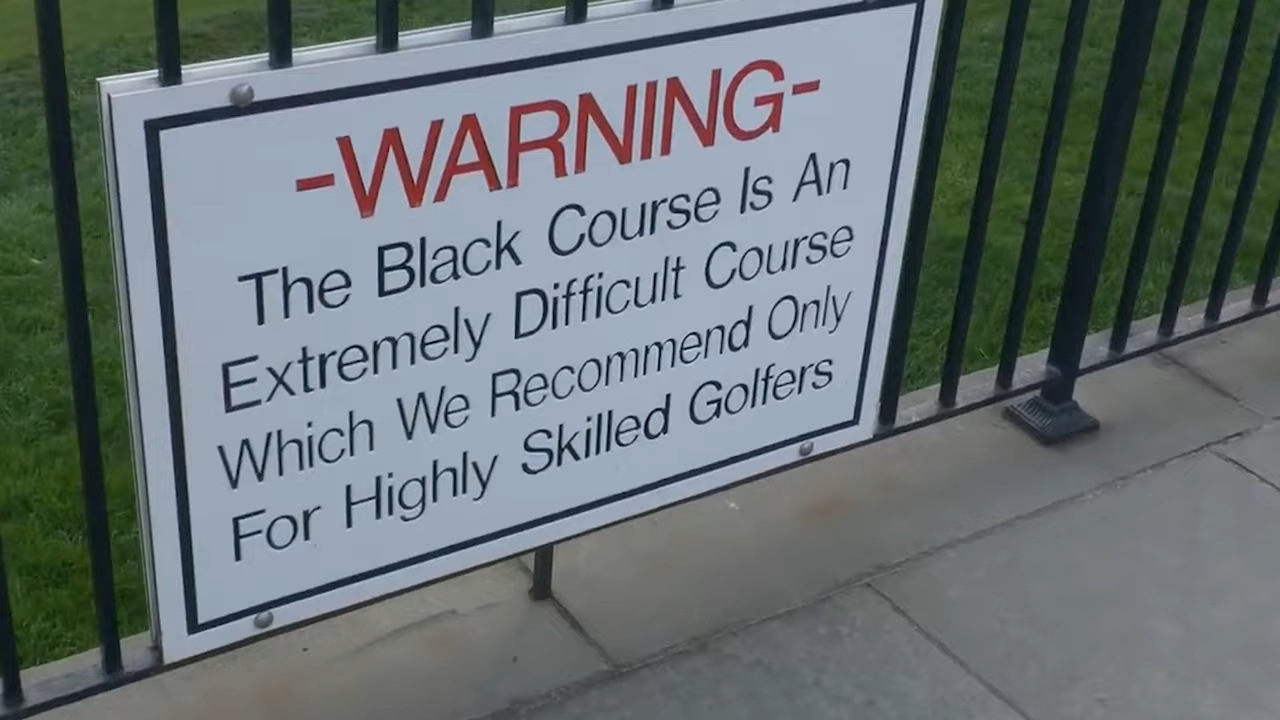 -WARNING-
The Black Course Is An
Extremely Difficult Course
Which We Recommend Only
For Highly Skilled Golfers